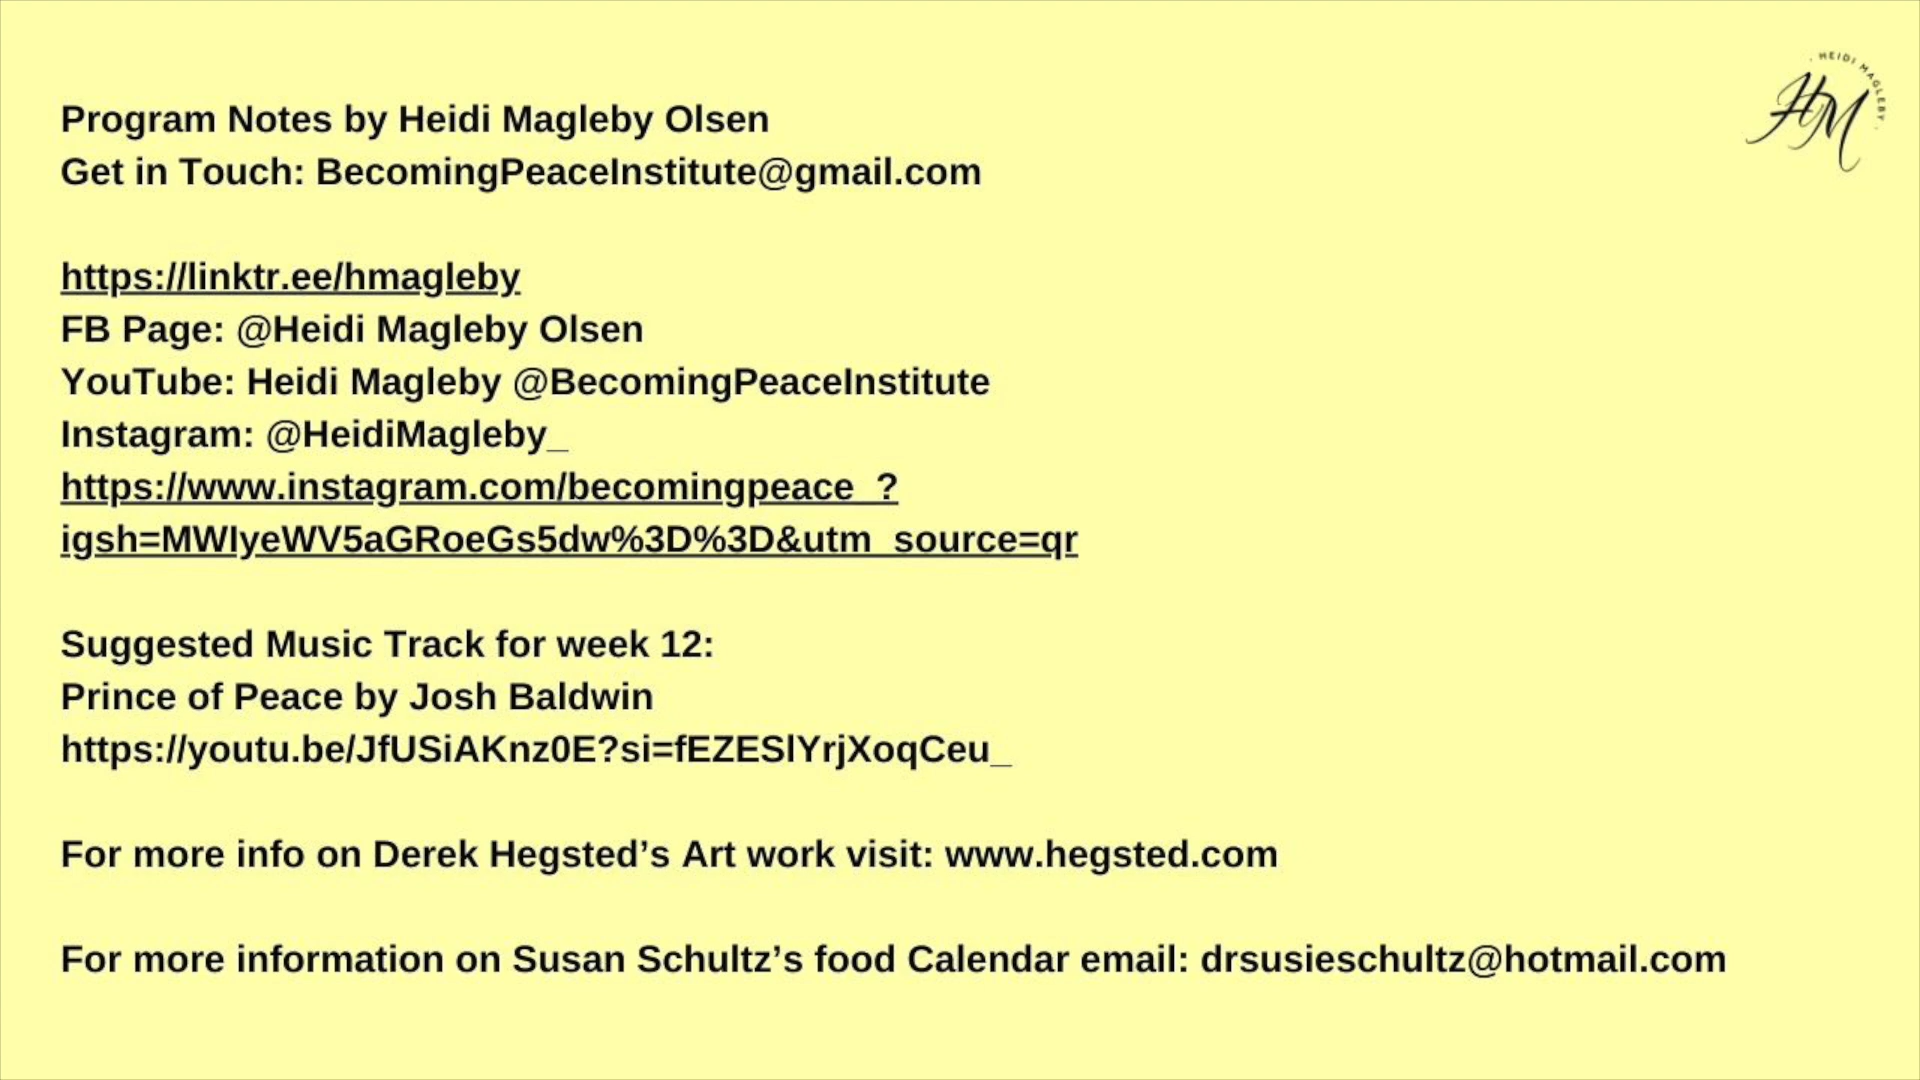 · HEIDI MAGLEBY ·
HM
Program Notes by Heidi Magleby Olsen
Get in Touch: BecomingPeaceInstitute@gmail.com
https://linktr.ee/hmagleby
FB Page: @Heidi Magleby Olsen
YouTube: Heidi Magleby @BecomingPeaceInstitute
Instagram: @HeidiMagleby_
https://www.instagram.com/becomingpeace_?
igsh=MWIyeWV5aGRoeGs5dw%3D%3D&utm_source=qr
Suggested Music Track for week 12:
Prince of Peace by Josh Baldwin
https://youtu.be/JfUSiAKnz0E?si=fEZESlYrjXoqCeu_
For more info on Derek Hegsted’s Art work visit: www.hegsted.com
For more information on Susan Schultz’s food Calendar email: drsusieschultz@hotmail.com